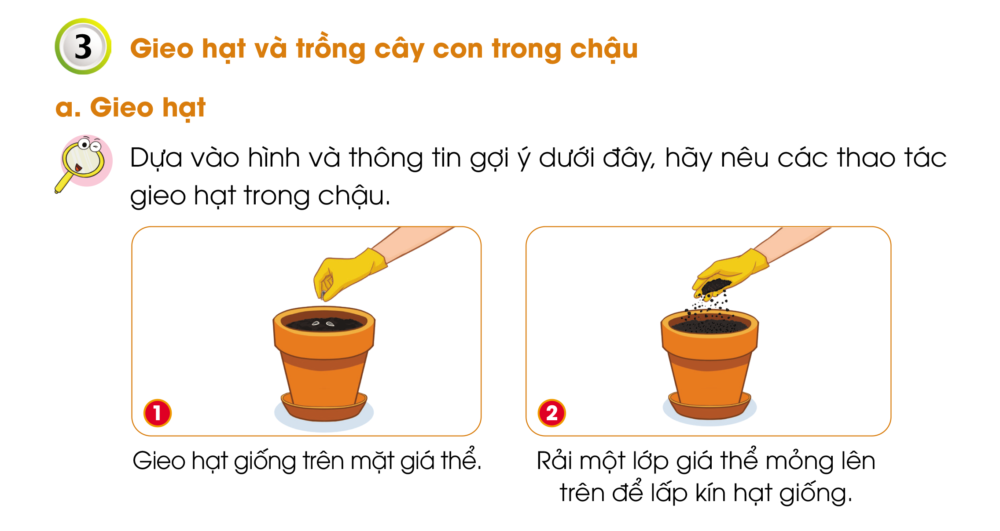 3 Gieo hạt và trồng cây con trong chậu
a. Gieo hạt
Dựa vào hình và thông tin gợi ý dưới đây, hãy nêu các thao tác
gieo hạt trong chậu.
1
2
Gieo hạt giống trên mặt giá thể.
Rải một lớp giá thể mỏng lên
trên để lấp kín hạt giống.